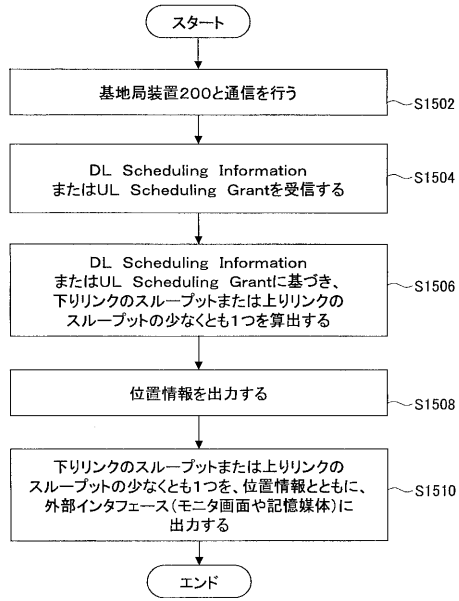 スタート
基地局装置200と通信を行う
S1502
DL Scheduling Information
またはUL Scheduling Grantを受信する
S1504
DL Scheduling Information
またはUL Scheduling Grantに基づき、
下りリンクのスループットまたは上りリンクの
スループットの少なくとも1つを算出する
S1506
位置情報を出力する
S1508
下りリンクのスループットまたは上りリンクの
スループットの少なくとも1つを、位置情報とともに、
外部インタフェース(モニタ画面や記憶媒体)に
出力する
S1510
エンド